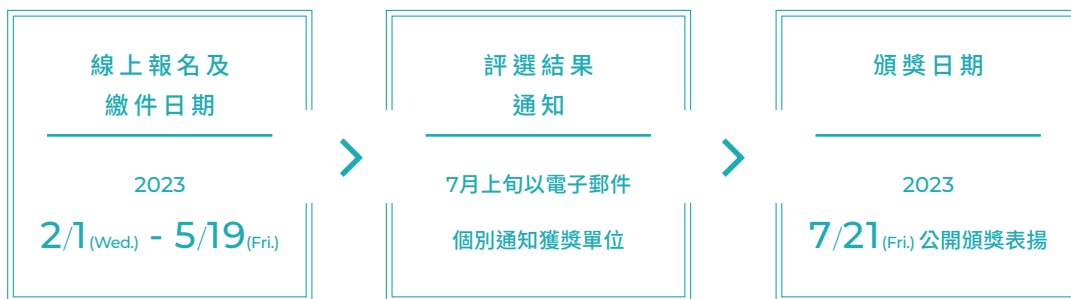 線上報名及
繳件日期
2023
2/1(Wed.) - 5/19(Fri.)
評選結果
通知
7月上旬以電子郵件
個別通知獲獎單位
頒獎日期
2023
7/21(Fri.) 公開頒獎表揚